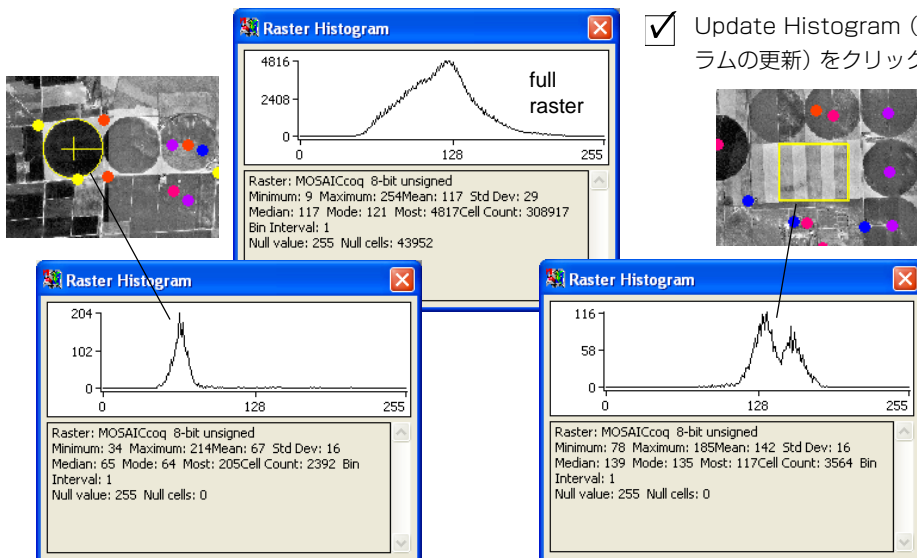 Raster Histogram
4816
2408
0
0
128
255
full
raster
Raster: MOSAICcoq 8-bit unsigned
Minimum: 9 Maximum: 254Mean: 117 Std Dev: 29
Median: 117 Mode: 121 Most: 4817Cell Count: 308917
Bin Interval: 1
Null value: 255 Null cells: 43952
Update Histogram (
ラムの更新) をクリック
Raster Histogram
204
102
0
0
128
255
Raster: MOSAICcoq 8-bit unsigned
Minimum: 34 Maximum: 214Mean: 67 Std Dev: 16
Median: 65 Mode: 64 Most: 205Cell Count: 2392 Bin
Interval: 1
Null value: 255 Null cells: 0
Raster Histogram
116
58
0
0
128
255
Raster: MOSAICcoq 8-bit unsigned
Minimum: 78 Maximum: 185Mean: 142 Std Dev: 16
Median: 139 Mode: 135 Most: 117Cell Count: 3564 Bin
Interval: 1
Null value: 255 Null cells: 0